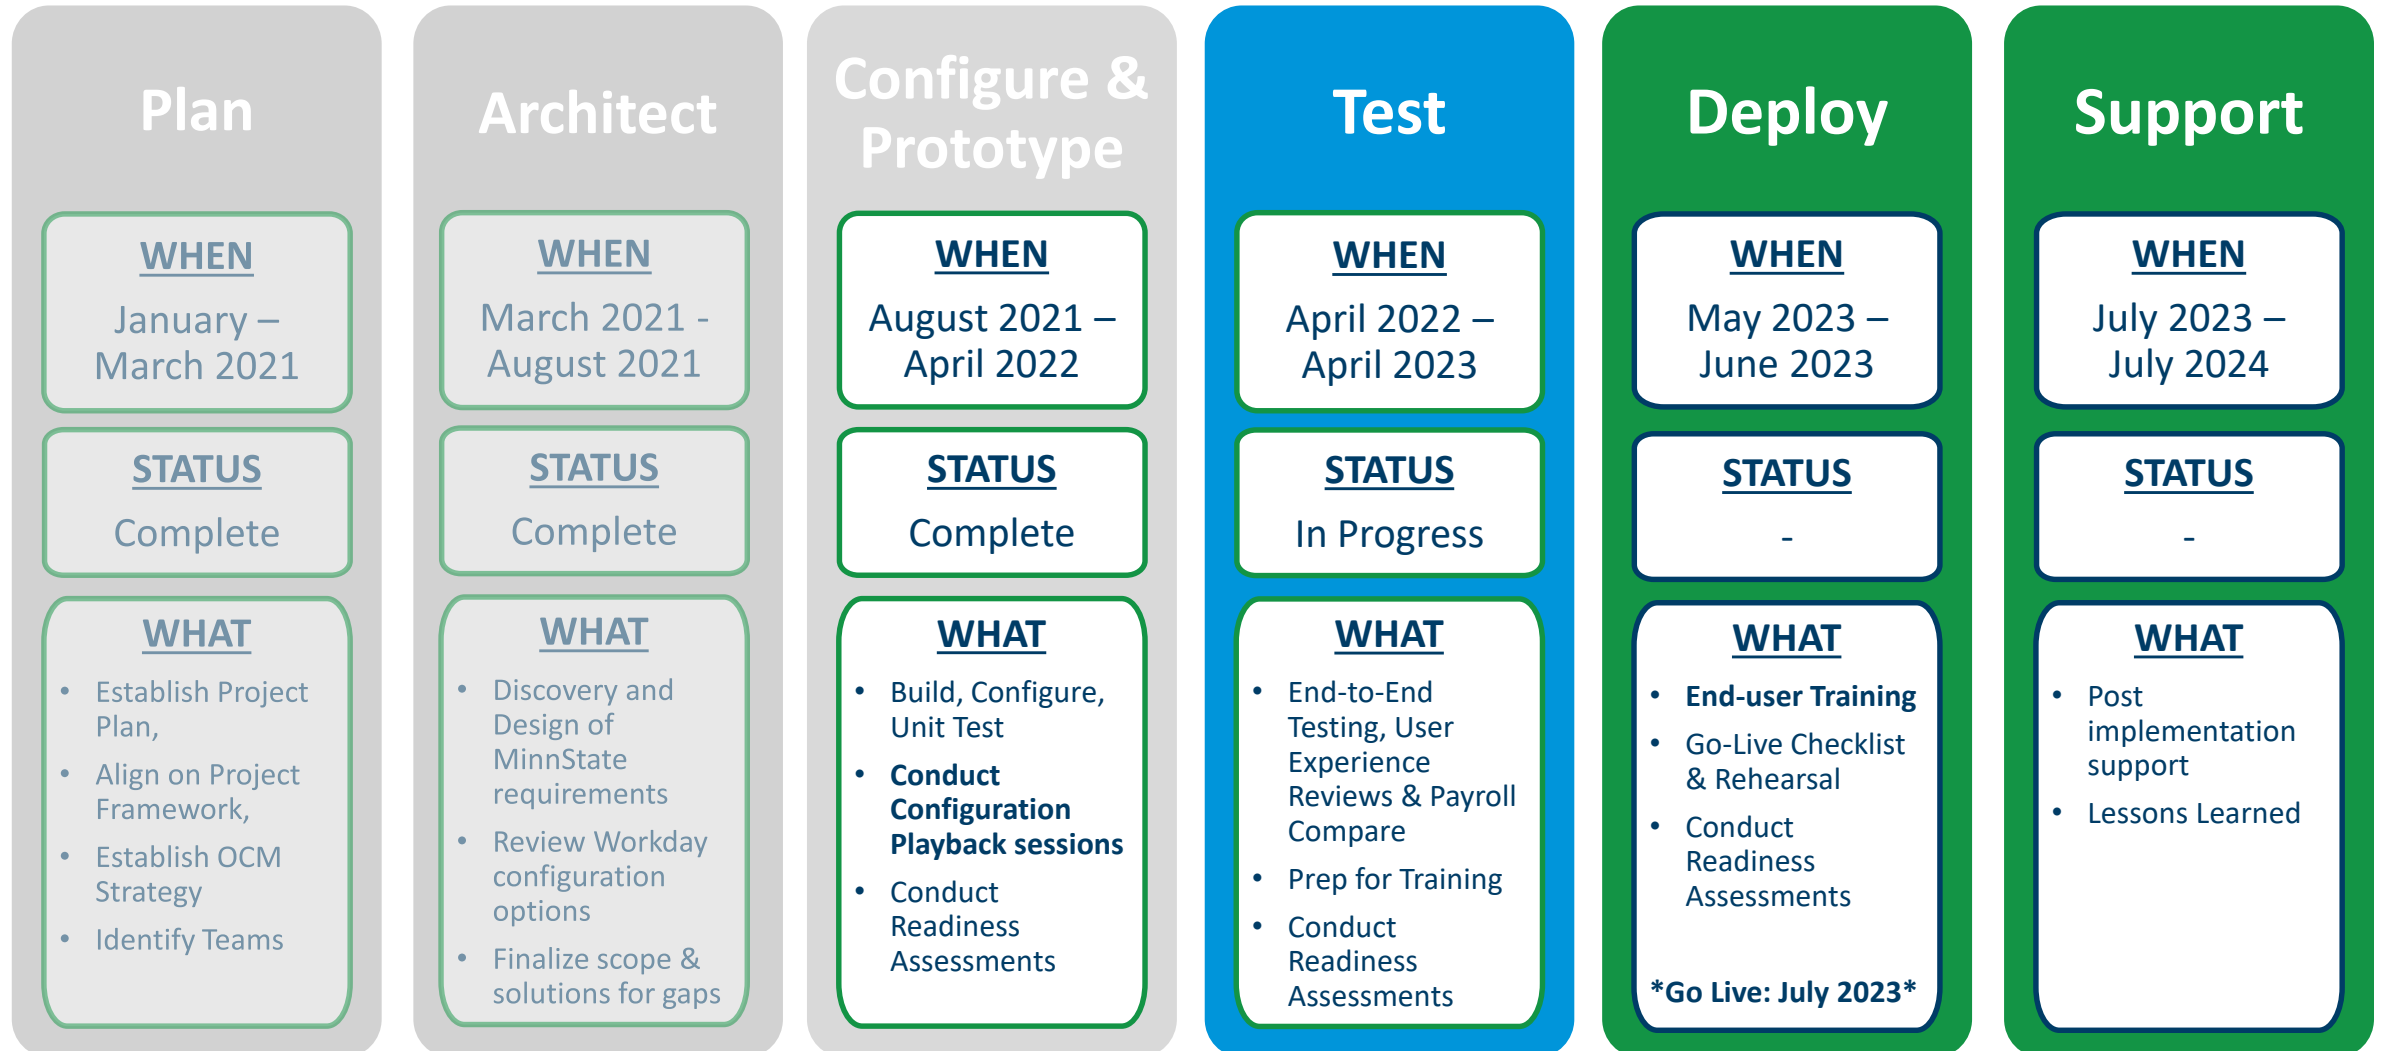 Plan
WHEN
January –
March 2021
STATUS
Complete
WHAT
• Establish Project
Plan,
• Align on Project
Framework,
• Establish OCM
Strategy
• Identify Teams
Architect
WHEN
March 2021 -
August 2021
STATUS
Complete
WHAT
• Discovery and
Design of
MinnState
requirements
• Review Workday
configuration
options
• Finalize scope &
solutions for gaps
Configure &
Prototype
WHEN
August 2021 –
April 2022
STATUS
Complete
WHAT
• Build, Configure,
Unit Test
• Conduct
Configuration
Playback sessions
• Conduct
Readiness
Assessments
Test
WHEN
April 2022 –
April 2023
STATUS
In Progress
WHAT
• End-to-End
Testing, User
Experience
Reviews & Payroll
Compare
• Prep for Training
• Conduct
Readiness
Assessments
Deploy
WHEN
May 2023 –
June 2023
STATUS
-
WHAT
• End-user Training
• Go-Live Checklist
& Rehearsal
• Conduct
Readiness
Assessments
*Go Live: July 2023*
Support
WHEN
July 2023 –
July 2024
STATUS
-
WHAT
• Post
implementation
support
• Lessons Learned